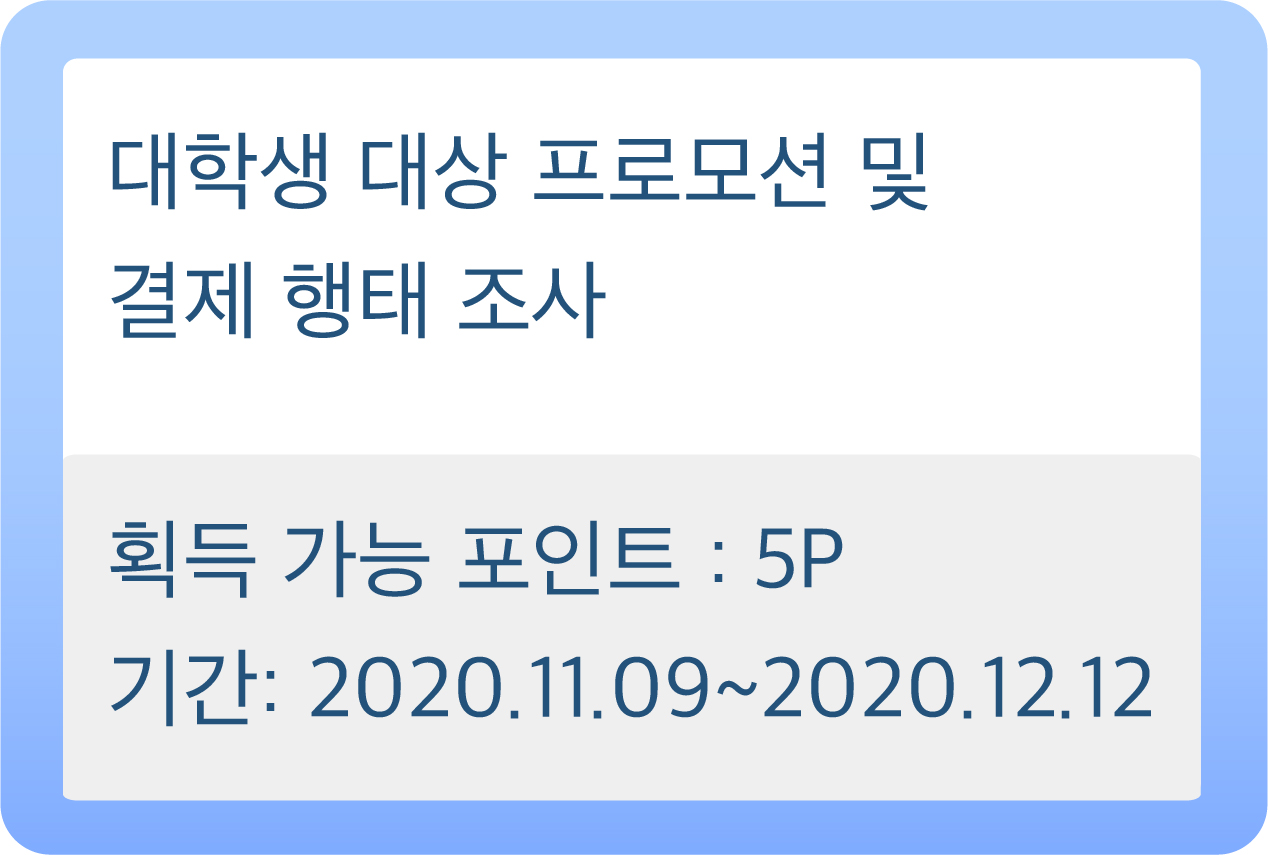 대학생 대상 프로모션 및
결제 행태 조사
획득 가능 포인트 : 5P
기간: 2020.11.09~2020.12.12